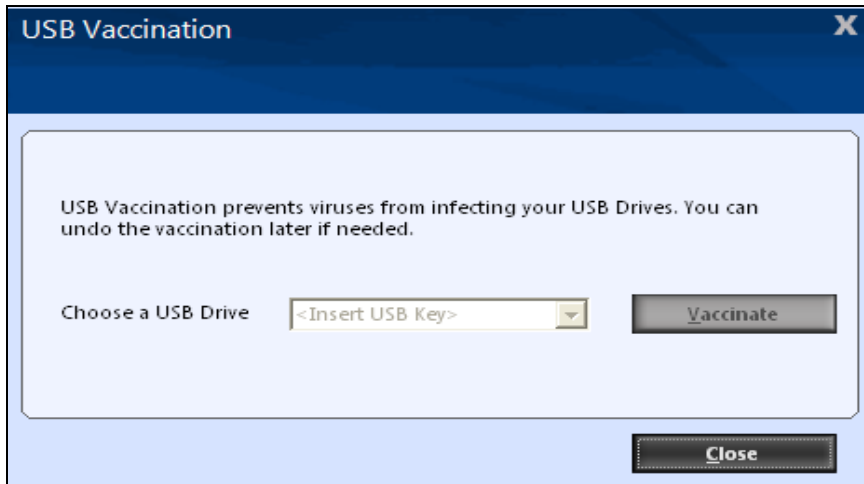 USB Vaccination
X
USB Vaccination prevents viruses from infecting your USB Drives. You can
undo the vaccination later if needed.
Choose a USB Drive <Insert USB Key> Vaccinate
Close